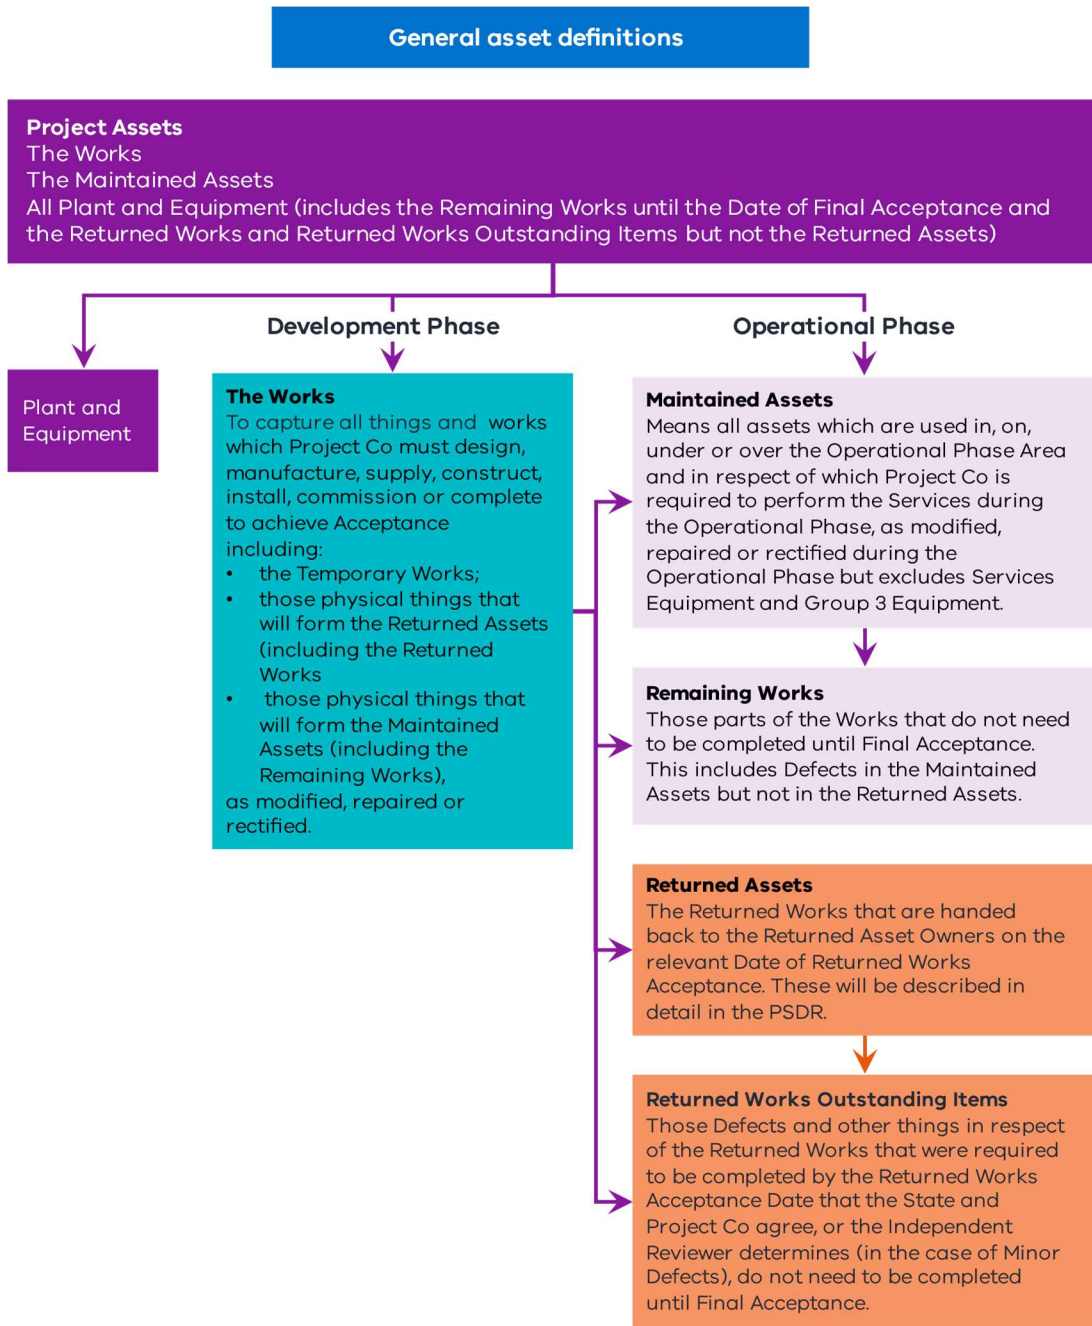 General asset definitions
Project Assets
The Works
The Maintained Assets
All Plant and Equipment (includes the Remaining Works until the Date of Final Acceptance and
the Returned Works and Returned Works Outstanding Items but not the Returned Assets)
Development Phase
Operational Phase
Plant and
Equipment
The Works
To capture all things and works
which Project Co must design,
manufacture, supply, construct,
install, commission or complete
to achieve Acceptance
including:
• the Temporary Works;
• those physical things that
will form the Returned Assets
(including the Returned
Works
• those physical things that
will form the Maintained
Assets (including the
Remaining Works),
as modified, repaired or
rectified.
Maintained Assets
Means all assets which are used in, on,
under or over the Operational Phase Area
and in respect of which Project Co is
required to perform the Services during
the Operational Phase, as modified,
repaired or rectified during the
Operational Phase but excludes Services
Equipment and Group 3 Equipment.
Remaining Works
Those parts of the Works that do not need
to be completed until Final Acceptance.
This includes Defects in the Maintained
Assets but not in the Returned Assets.
Returned Assets
The Returned Works that are handed
back to the Returned Asset Owners on the
relevant Date of Returned Works
Acceptance. These will be described in
detail in the PSDR.
Returned Works Outstanding Items
Those Defects and other things in respect
of the Returned Works that were required
to be completed by the Returned Works
Acceptance Date that the State and
Project Co agree, or the Independent
Reviewer determines (in the case of Minor
Defects), do not need to be completed
until Final Acceptance.